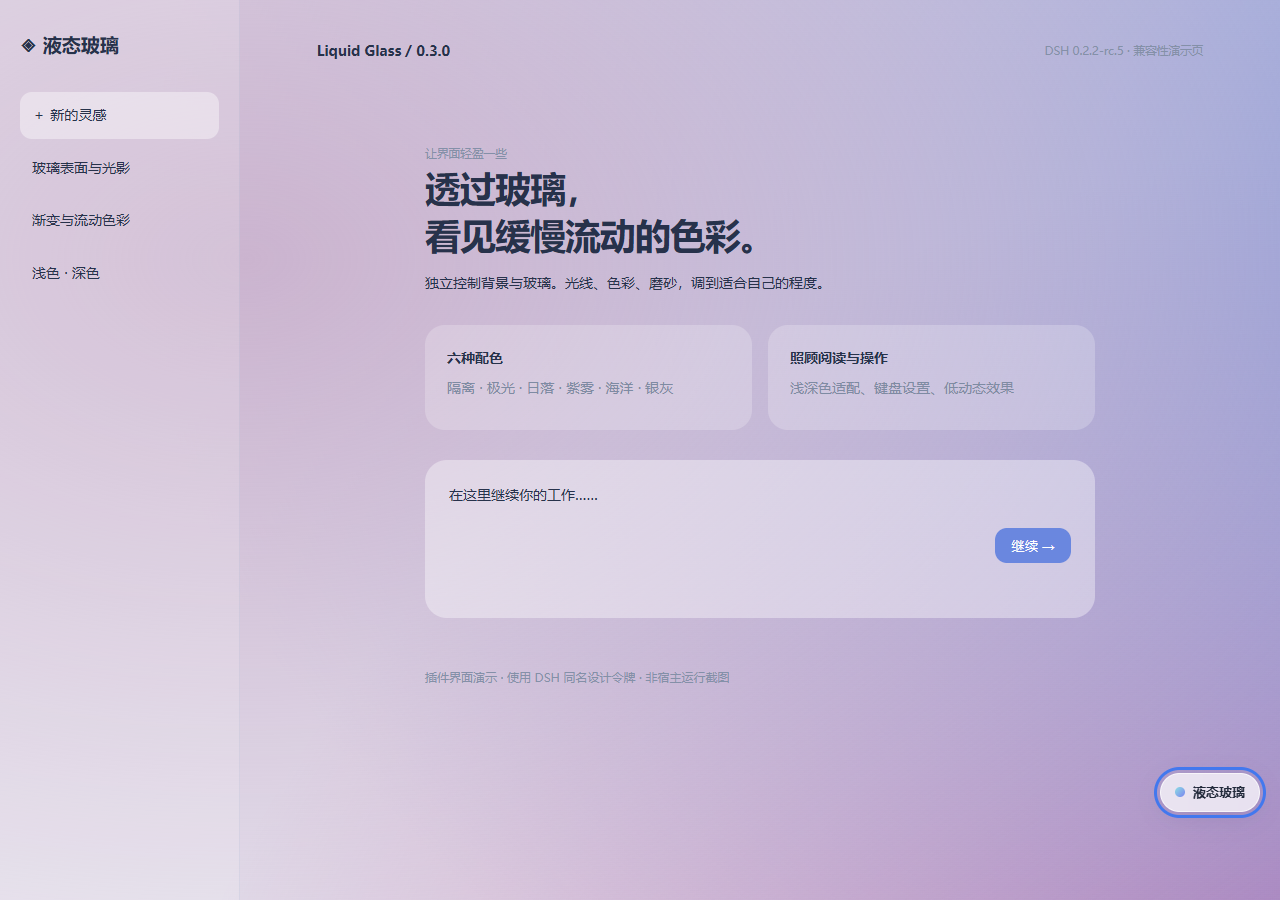 ◈ 液态玻璃
+ 新的灵感
玻璃表面与光影
渐变与流动色彩
浅色 · 深色
Liquid Glass / 0.3.0
DSH 0.2.2-rc.5 · 兼容性演示页
让界面轻盈一些
透过玻璃，
看见缓慢流动的色彩。
独立控制背景与玻璃。光线、色彩、磨砂，调到适合自己的程度。
六种配色
隔离 · 极光 · 日落 · 紫雾 · 海洋 · 银灰
照顾阅读与操作
浅深色适配、键盘设置、低动态效果
在这里继续你的工作……
继续 →
插件界面演示 · 使用 DSH 同名设计令牌 · 非宿主运行截图
液态玻璃